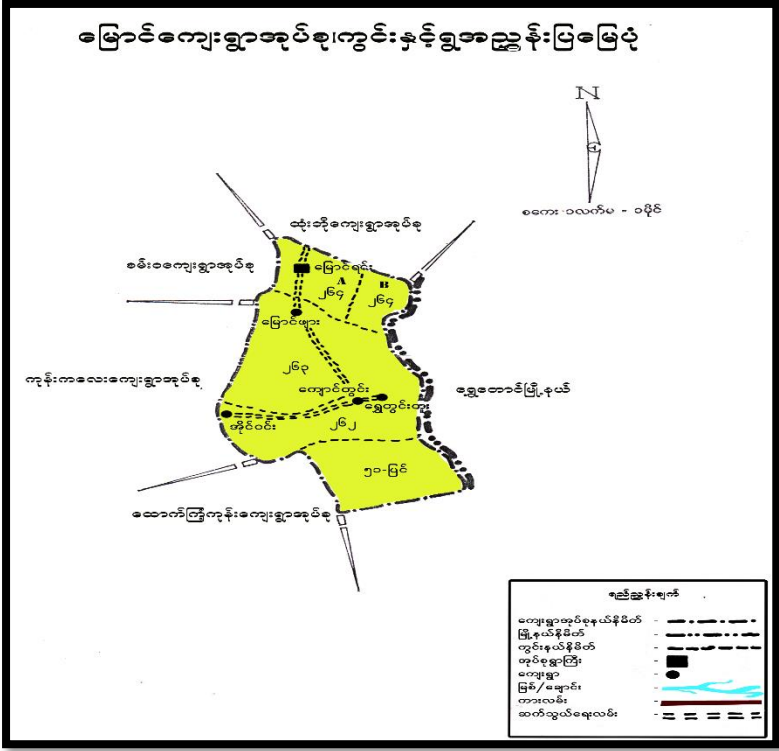 မြောင်ကျေးရွာအုပ်စု၊ကွင်းနှင့်ရွာအညွှန်းပြမြေပုံ
N
စကေး ၁လက်မ - ၁မိုင်
ထုံးဘိုကျေးရွာအုပ်စု
စမ်းဝကျေးရွာအုပ်စု
မြောင်ရင်း
A
B
၂၆၄
၂၆၄
မြောင်ဖျား
၂၆၃
ကုန်းကလေးကျေးရွာအုပ်စု
ကျောင်တွင်း
ရွှေတောင်မြို့နယ်
ရွှေတွင်းတူး
အိုင်ဝင်း
၂၆၂
၅၁-မြင်
ထောက်ကြံ့ကုန်းကျေးရွာအုပ်စု
ရည်ညွှန်းချက်
ကျေးရွာအုပ်စုနယ်နိမိတ် -
မြို့နယ်နိမိတ် -
ကွင်းနယ်နိမိတ် -
အုပ်စုရွာကြီး -
ကျေးရွာ -
မြစ်/ချောင်း -
ကားလမ်း -
ဆက်သွယ်ရေးလမ်း -